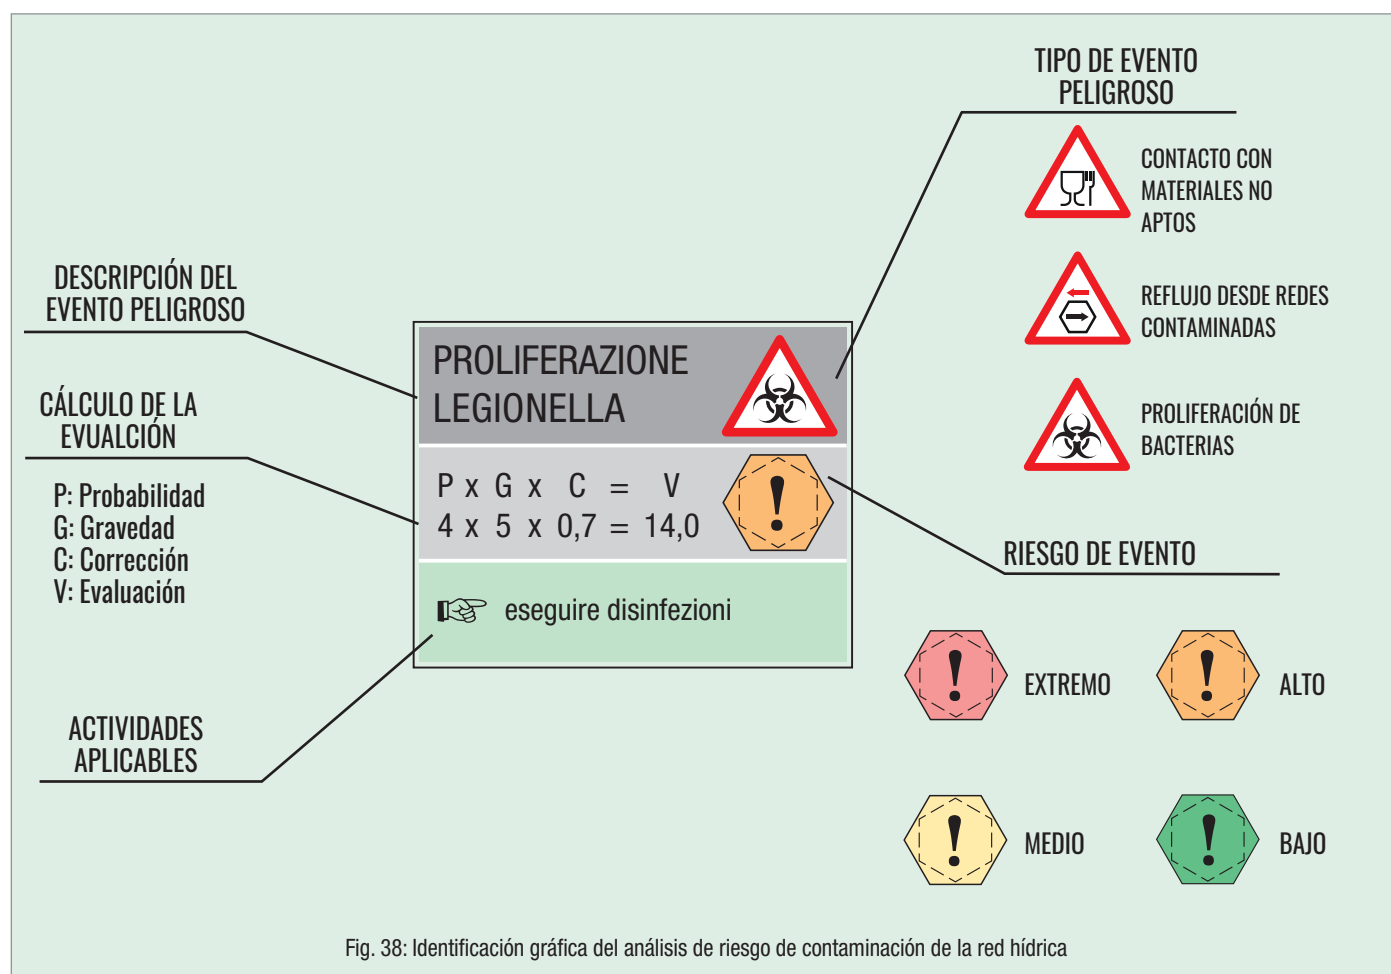 TIPO DE EVENTO
PELIGROSO
CONTACTO CON
MATERIALES NO
APTOS
REFLUJO DESDE REDES
CONTAMINADAS
PROLIFERACIÓN DE
BACTERIAS
DESCRIPCIÓN DEL
EVENTO PELIGROSO
CÁLCULO DE LA
EVUALCIÓN
P: Probabilidad
G: Gravedad
C: Corrección
V: Evaluación
ACTIVIDADES
APLICABLES
PROLIFERAZIONE
LEGIONELLA
P x G x C = V
4 x 5 x 0,7 = 14,0
!
eseguire disinfezioni
RIESGO DE EVENTO
! EXTREMO
! ALTO
! MEDIO
! BAJO
Fig. 38: Identificación gráfica del análisis de riesgo de contaminación de la red hídrica